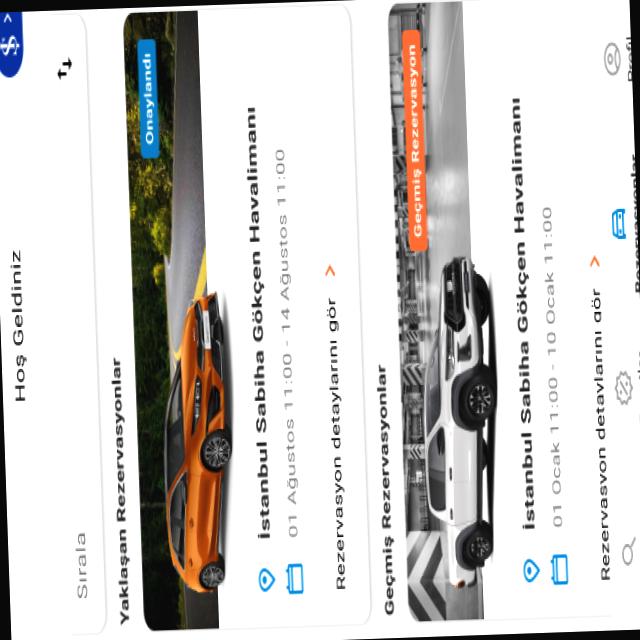 Hoş Geldiniz
$
Sırala
Yaklaşan Rezervasyonlar
Onaylandı
İstanbul Sabiha Gökçen Havalimanı
01 Ağustos 11:00 - 14 Ağustos 11:00
Rezervasyon detaylarını gör >
Geçmiş Rezervasyonlar
Geçmiş Rezervasyon
İstanbul Sabiha Gökçen Havalimanı
01 Ocak 11:00 - 10 Ocak 11:00
Rezervasyon detaylarını gör >
Profil